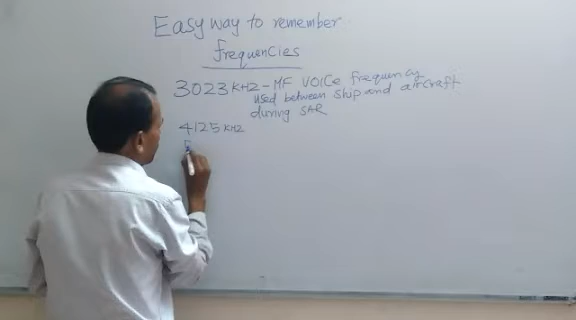 Easy way to remember
frequencies
3023 KHZ - MF VOICE frequency
used between ship and aircraft
during SAR
4125 KHZ